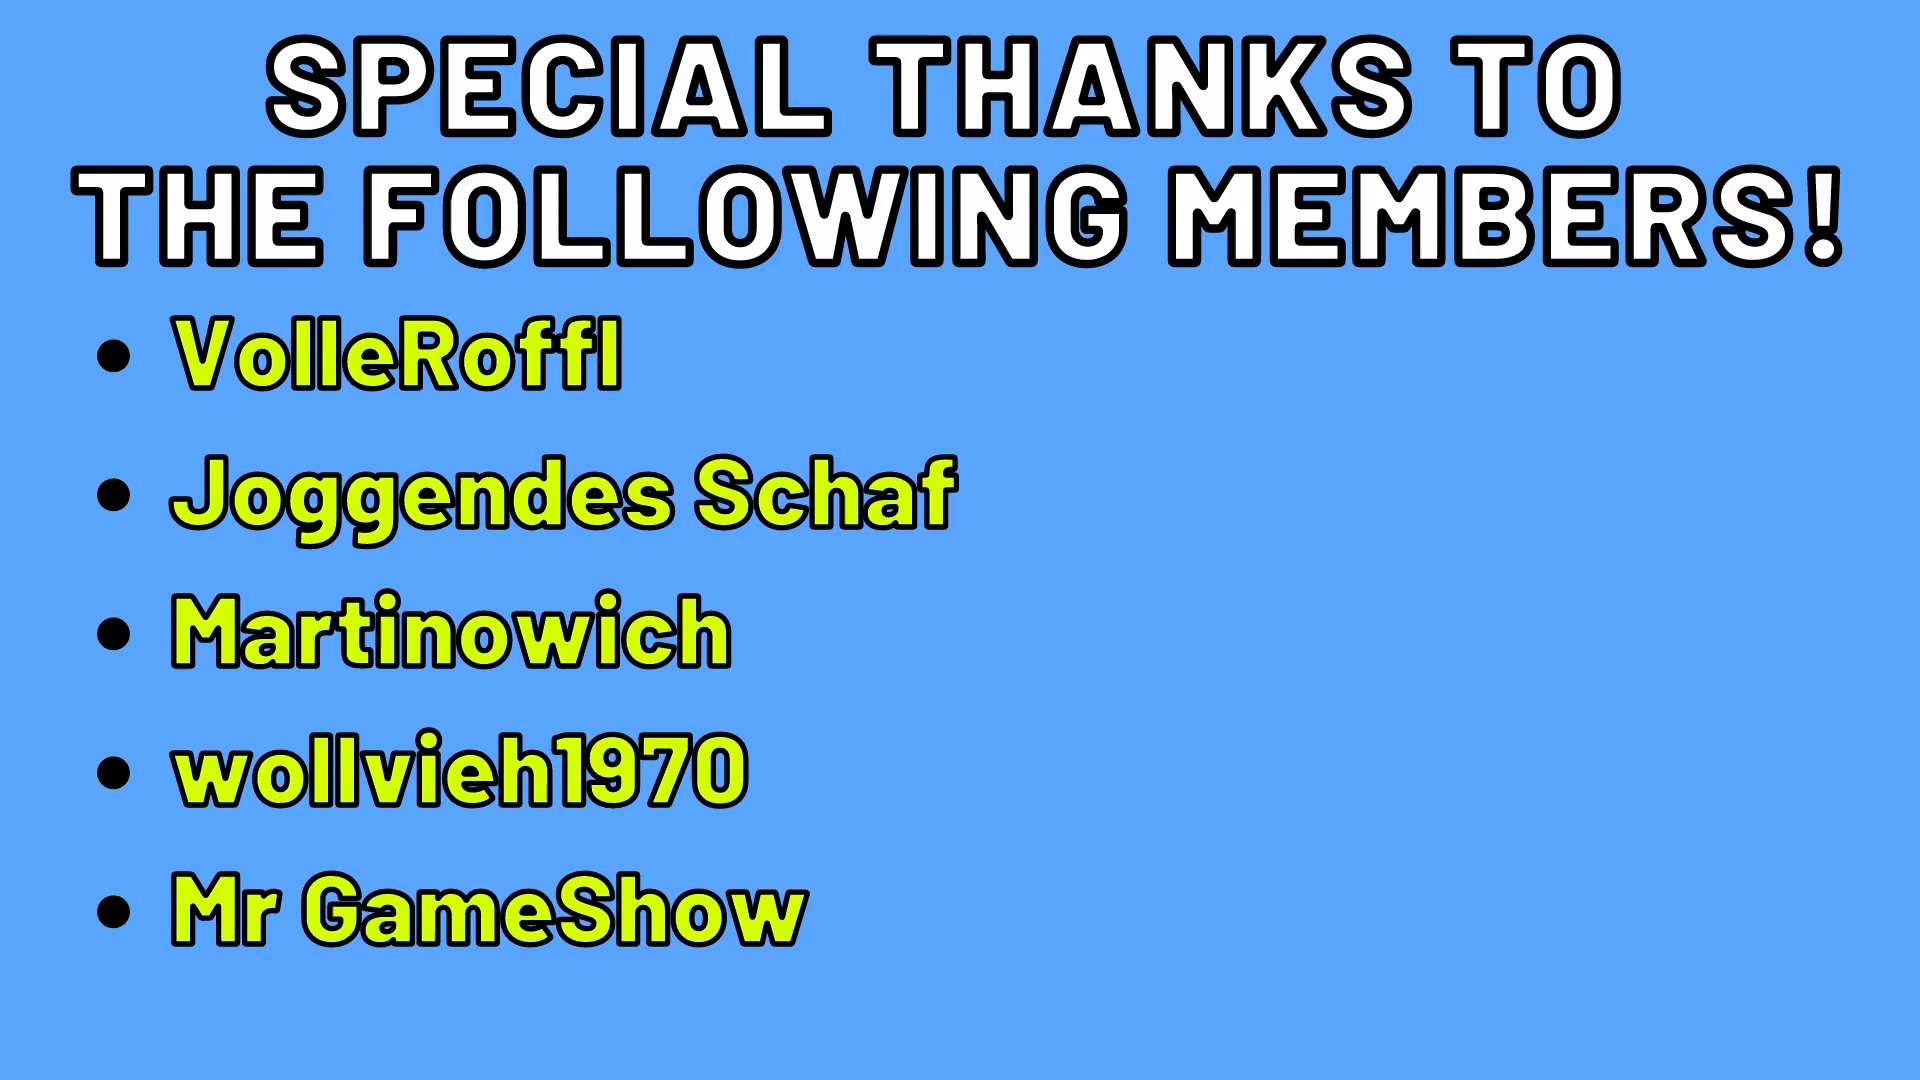 SPECIAL THANKS TO
THE FOLLOWING MEMBERS!
• VolleRoffl
• Joggendes Schaf
• Martinowich
• wollvieh1970
• Mr GameShow